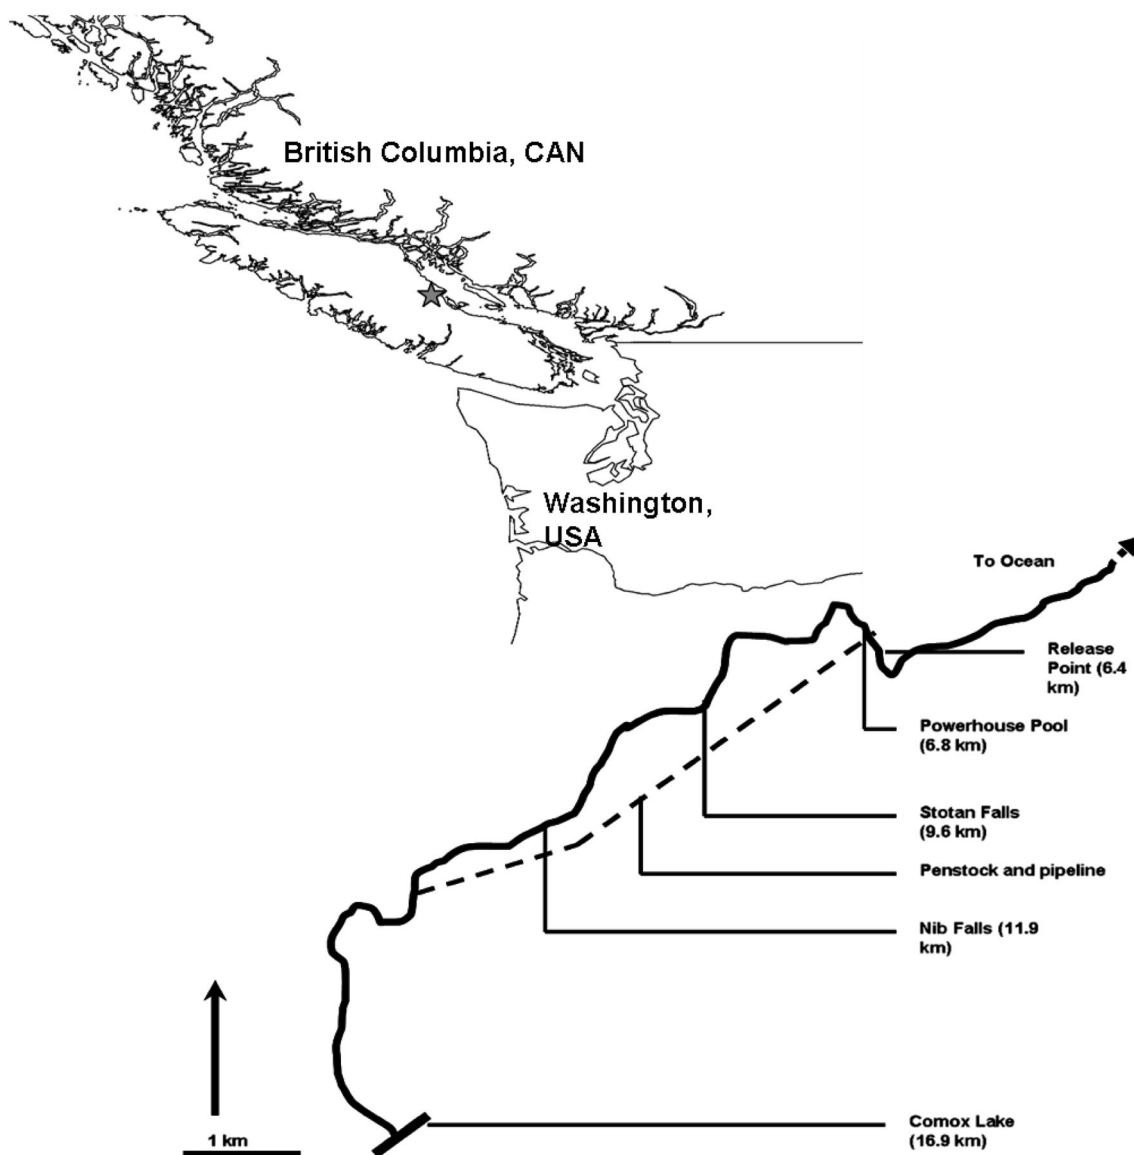 British Columbia, CAN
Washington,
USA
To Ocean
Release
Point (6.4
km)
Powerhouse Pool
(6.8 km)
Stotan Falls
(9.6 km)
Penstock and pipeline
Nib Falls (11.9
km)
1 km
Comox Lake
(16.9 km)